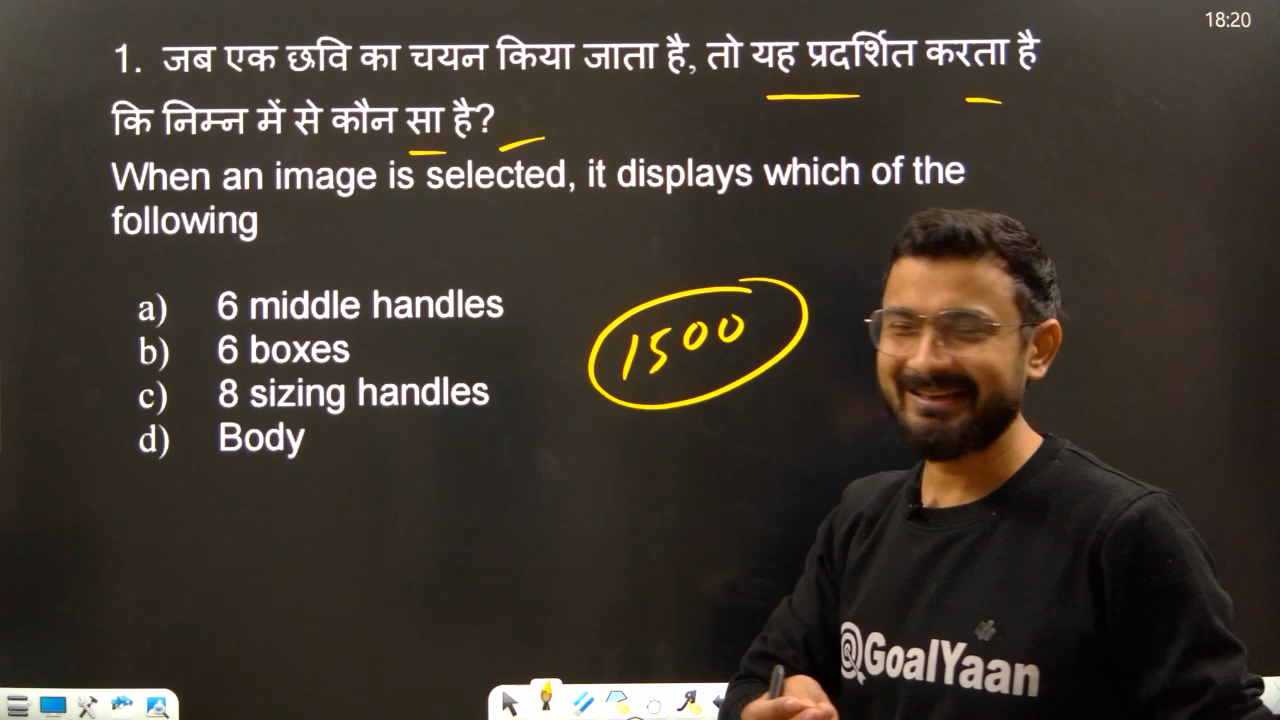 18:20
1. जब एक छवि का चयन किया जाता है, तो यह प्रदर्शित करता है
कि निम्न में से कौन सा है?
When an image is selected, it displays which of the
following
a) 6 middle handles
b) 6 boxes
c) 8 sizing handles
d) Body
1500
@GoalYaan